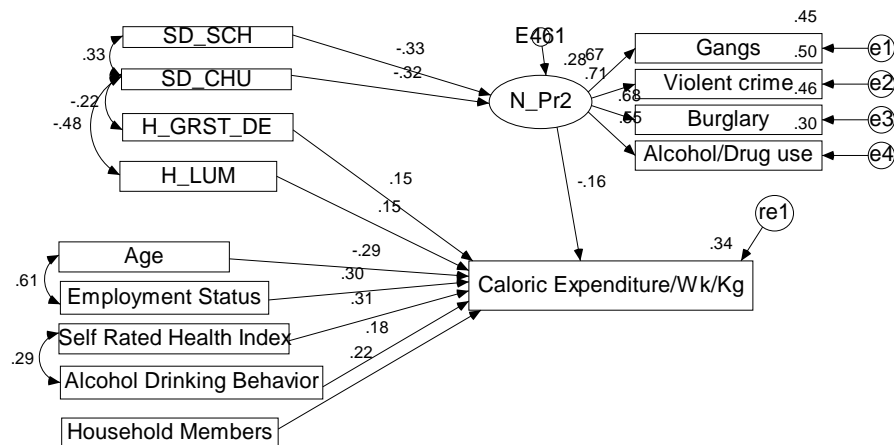 .45
E461
SD_SCH
-.33
.67
.28
Gangs
e1
.33
.50
.71
SD_CHU
-.32
Violent crime
e2
N_Pr2
.68
.46
-.22
-.48
.55
Burglary
e3
H_GRST_DE
.30
Alcohol/Drug use
e4
H_LUM
.15
-.16
.15
re1
.34
Age
-.29
.61
.30
Caloric Expenditure/Wk/Kg
Employment Status
.31
Self Rated Health Index
.18
.29
.22
Alcohol Drinking Behavior
Household Members